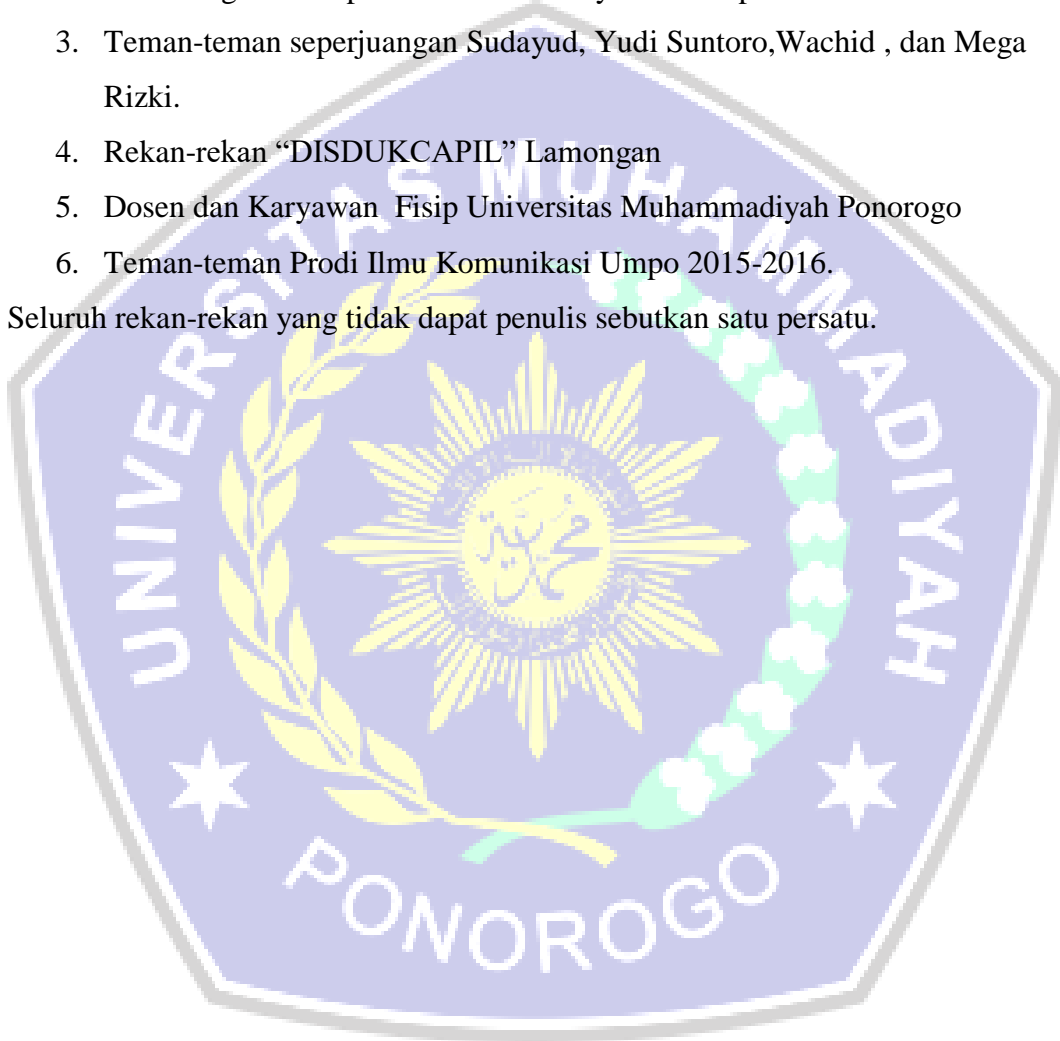 3. Teman-teman seperjuangan Sudayud, Yudi Suntoro,Wachid , dan Mega
Rizki.
4. Rekan-rekan “DISDUKCAPIL” Lamongan
5. Dosen dan Karyawan Fisip Universitas Muhammadiyah Ponorogo
6. Teman-teman Prodi Ilmu Komunikasi Umpo 2015-2016.
Seluruh rekan-rekan yang tidak dapat penulis sebutkan satu persatu.
UNIVERSITAS MUHAMMADIYAH
PONOROGO